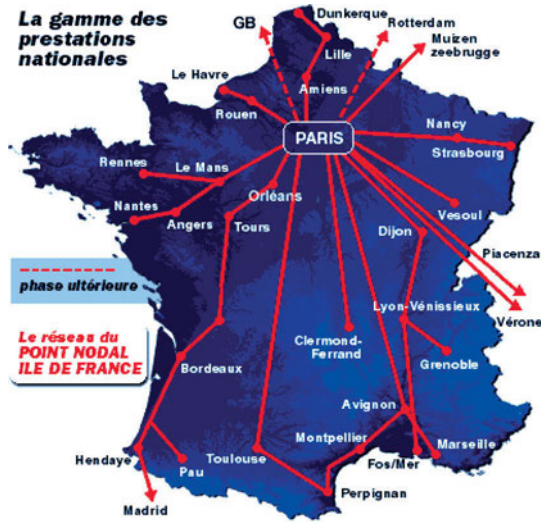 La gamme des
prestations
nationales
GB
Dunkerque
Rotterdam
Muizen
zeebrugge
Lille
Le Havre
Amiens
Rouen
PARIS
Nancy
Strasbourg
Rennes
Le Mans
Orléans
Vesoul
Nantes
Angers
Tours
Dijon
Piacenza
phase ultérieure
Lyon-Vénissieux
Vérone
Le réseau du
POINT NODAL
ILE DE FRANCE
Clermond-
Ferrand
Grenoble
Bordeaux
Avignon
Montpellier
Marseille
Hendaye
Pau
Toulouse
Fos/Mer
Perpignan
Madrid